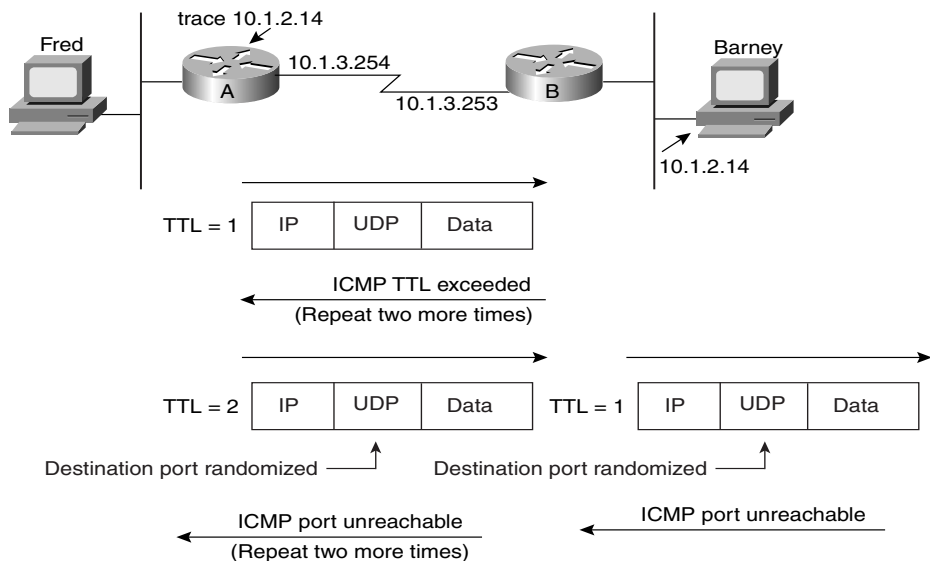 trace 10.1.2.14
Fred
Barney
10.1.3.254
A
B
10.1.3.253
10.1.2.14
TTL = 1 IP UDP Data
ICMP TTL exceeded
(Repeat two more times)
TTL = 2 IP UDP Data TTL = 1 IP UDP Data
Destination port randomized Destination port randomized
ICMP port unreachable ICMP port unreachable
(Repeat two more times)